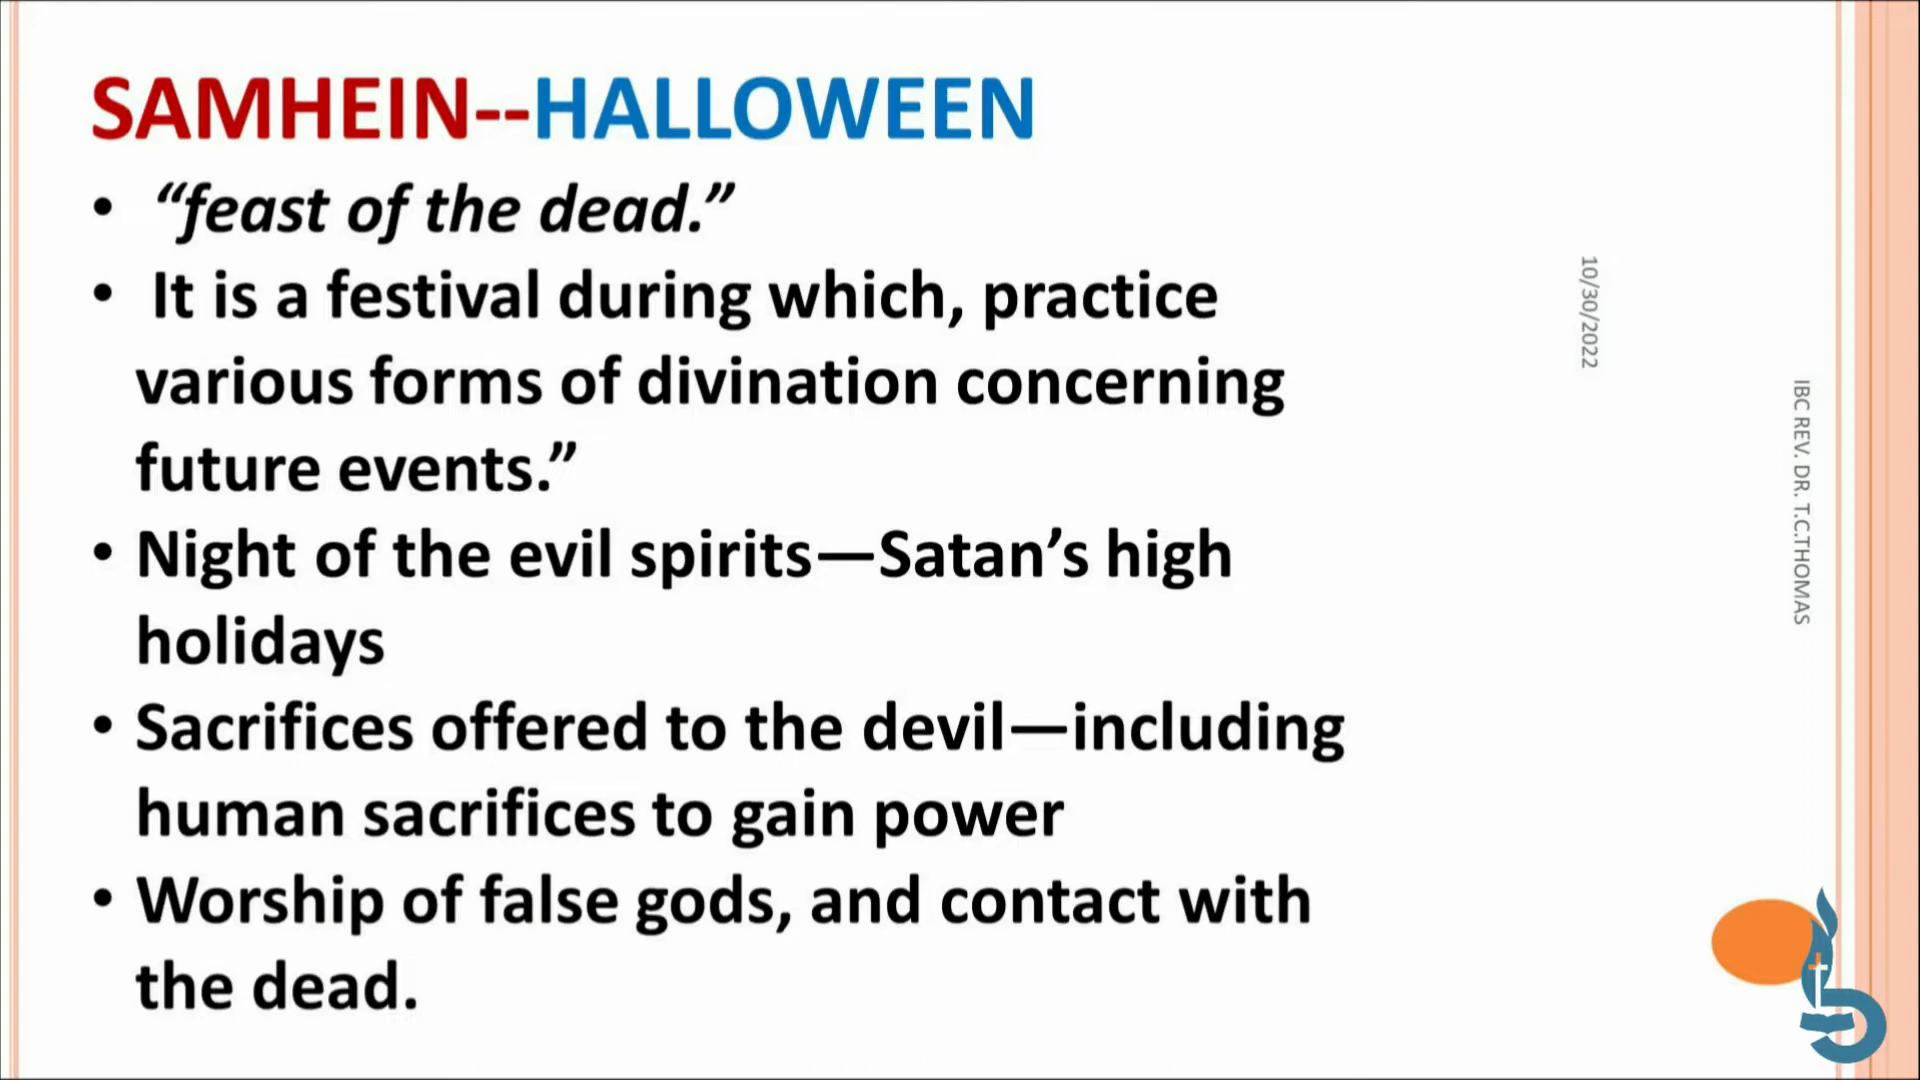 SAMHEIN--HALLOWEEN
• “feast of the dead.”
• It is a festival during which, practice
various forms of divination concerning
future events.”
• Night of the evil spirits—Satan’s high
holidays
• Sacrifices offered to the devil—including
human sacrifices to gain power
• Worship of false gods, and contact with
the dead.
10/30/2022
IBC REV. DR. T.C.THOMAS